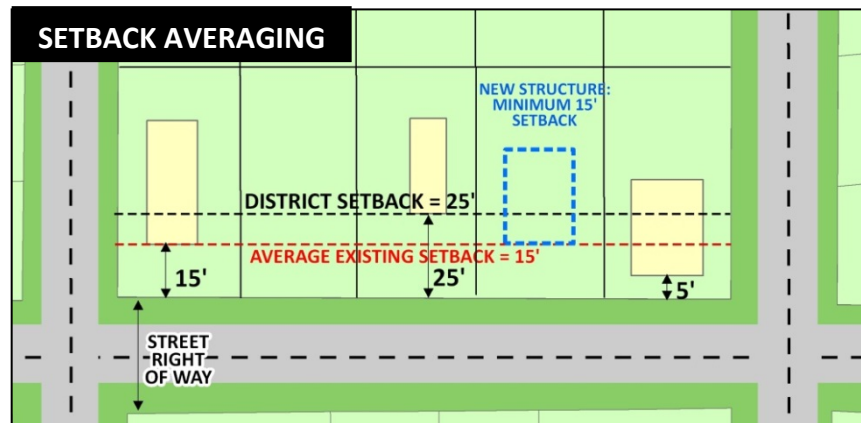 SETBACK AVERAGING
NEW STRUCTURE:
MINIMUM 15'
SETBACK
DISTRICT SETBACK = 25'
AVERAGE EXISTING SETBACK = 15'
15'
25'
5'
STREET
RIGHT
OF WAY